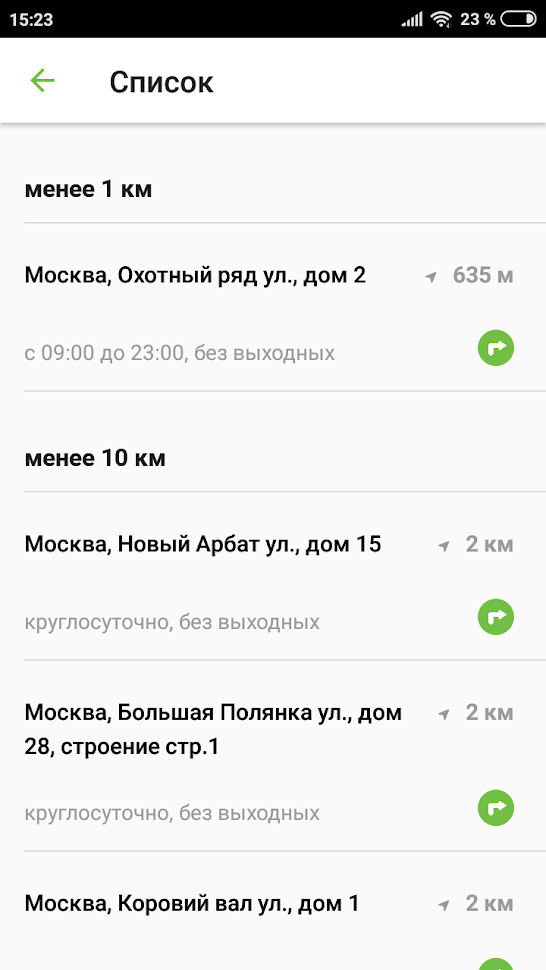 15:23
23 %
Список
менее 1 км
Москва, Охотный ряд ул., дом 2
635 м
с 09:00 до 23:00, без выходных
менее 10 км
Москва, Новый Арбат ул., дом 15
2 км
круглосуточно, без выходных
Москва, Большая Полянка ул., дом
2 км
28, строение стр.1
круглосуточно, без выходных
Москва, Коровий вал ул., дом 1
2 км